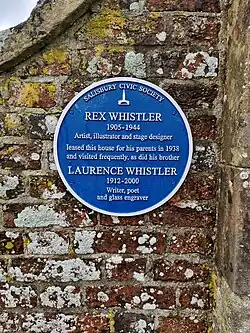 SALISBURY CIVIC SOCIETY
REX WHISTLER
1905-1944
Artist, illustrator and stage designer
leased this house for his parents in 1938
and visited frequently, as did his brother
LAURENCE WHISTLER
1912-2000
Writer, poet
and glass engraver